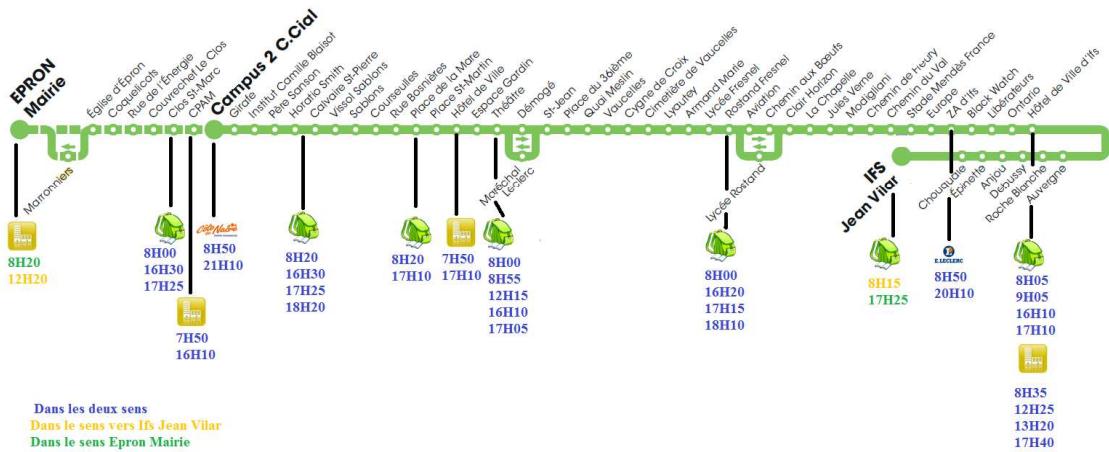 EPRON
Mairie
Marronniers
Église d'Épron
Coquelicots
Rue de l'Énergie
Couvrechef Le Clos
Clos St-Marc
CPAM
Campus 2 C.Cial
Girafe
Institut Camille Blaisot
Père Sanson
Horatio Smith
Calvaire St-Pierre
Vissol Sablons
Sablons
Courseulles
Rue Bosnières
Place de la Mare
Place St-Martin
Hôtel de Ville
Espace Gardin
Théâtre
Maréchal
Leclerc
Démogé
St-Jean
Place du 36ième
Quai Meslin
Vaucelles
Cygne de Croix
Cimetière de Vaucelles
Lyautey
Armand Marie
Lycée Fresnel
Rostand Fresnel
Lycée Rostand
Aviation
Chemin aux Bœufs
Clair Horizon
La Chapelle
Jules Verne
Modigliani
Chemin de Fleury
Chemin du Val
Stade Mendès France
Europe
ZA d'Ifs
Black Watch
Libérateurs
Ontario
Hôtel de Ville d'Ifs
IFS
Jean Vilar
Chouquaie
Épinette
Anjou
Debussy
Roche Blanche
Auvergne
8H20
12H20
8H00
16H30
17H25
7H50
16H10
Côte de Nacre
8H50
21H10
8H20
16H30
17H25
18H20
8H20
17H10
7H50
17H10
8H00
8H55
12H15
16H10
17H05
8H00
16H20
17H15
18H10
8H15
17H25
E.LECLERC
8H50
20H10
8H05
9H05
16H10
17H10
8H35
12H25
13H20
17H40
Dans les deux sens
Dans le sens vers Ifs Jean Vilar
Dans le sens Epron Mairie